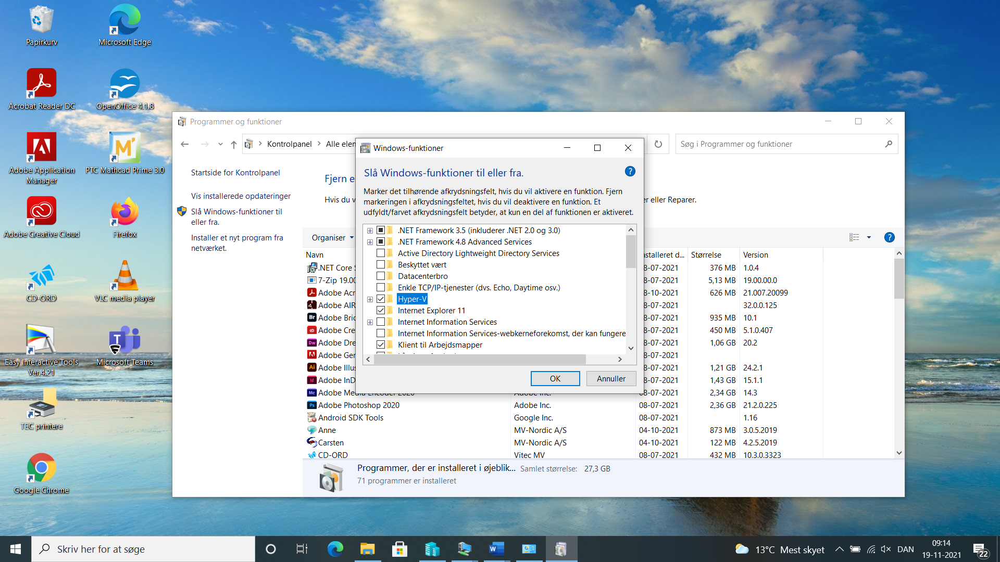 Papirkurv
Microsoft Edge
Acrobat Reader DC
OpenOffice 4.1.8
Adobe Application Manager
PTC Mathcad Prime 3.0
Adobe Creative Cloud
Firefox
CD-ORD
VLC media player
Easy Interactive Tools Ver.4.21
Microsoft Teams
TEC printere
Google Chrome
Programmer og funktioner
Kontrolpanel
Alle elen
Søg i Programmer og funktioner
Startside for Kontrolpanel
Vis installerede opdateringer
Slå Windows-funktioner til
eller fra.
Installer et nyt program fra
netværket.
Fjern e
Hvis du v
er eller Reparer.
Organiser
Windows-funktioner
Slå Windows-funktioner til eller fra.
Marker det tilhørende afkrydsningsfelt, hvis du vil aktivere en funktion. Fjern
markeringen i afkrydsningsfeltet, hvis du vil deaktivere en funktion. Et
udfyldt/farvet afkrydsningsfelt betyder, at kun en del af funktionen er aktiveret.
.NET Framework 3.5 (inkluderer .NET 2.0 og 3.0)
.NET Framework 4.8 Advanced Services
Active Directory Lightweight Directory Services
Beskyttet vært
Datacenterbro
Enkle TCP/IP-tjenester (dvs. Echo, Daytime osv.)
Hyper-V
Internet Explorer 11
Internet Information Services
Internet Information Services-webkerneforekomst, der kan fungere
Klient til Arbejdsmapper
OK
Annuller
Navn nstalleret d... Størrelse Version
.NET Core 8-07-2021 376 MB 1.0.4
7-Zip 19.00 8-07-2021 5,13 MB 19.00.00.0
Adobe Acr 8-10-2021 626 MB 21.007.20099
Adobe AIR 8-07-2021 32.0.0.125
Adobe Bric 8-07-2021 935 MB 10.1
Adobe Cre 8-07-2021 450 MB 5.1.0.407
Adobe Dre 8-07-2021 1,06 GB 20.2
Adobe Ger 8-07-2021
Adobe Illus 8-07-2021 1,21 GB 24.2.1
Adobe InD 8-07-2021 1,43 GB 15.1.1
Adobe Media Encoder 2020 Adobe Inc. 08-07-2021 2,34 GB 14.3
Adobe Photoshop 2020 Adobe Inc. 08-07-2021 2,36 GB 21.2.0.225
Android SDK Tools Google Inc. 08-07-2021 1.16
Anne MV-Nordic A/S 04-10-2021 873 MB 3.0.5.2019
Carsten MV-Nordic A/S 04-10-2021 122 MB 4.2.5.2019
CD-ORD Vitec MV 08-07-2021 432 MB 10.3.0.3323
Programmer, der er installeret i øjeblik... Samlet størrelse: 27,3 GB
71 programmer er installeret
Skriv her for at søge
13°C Mest skyet
DAN
09:14
19-11-2021
22